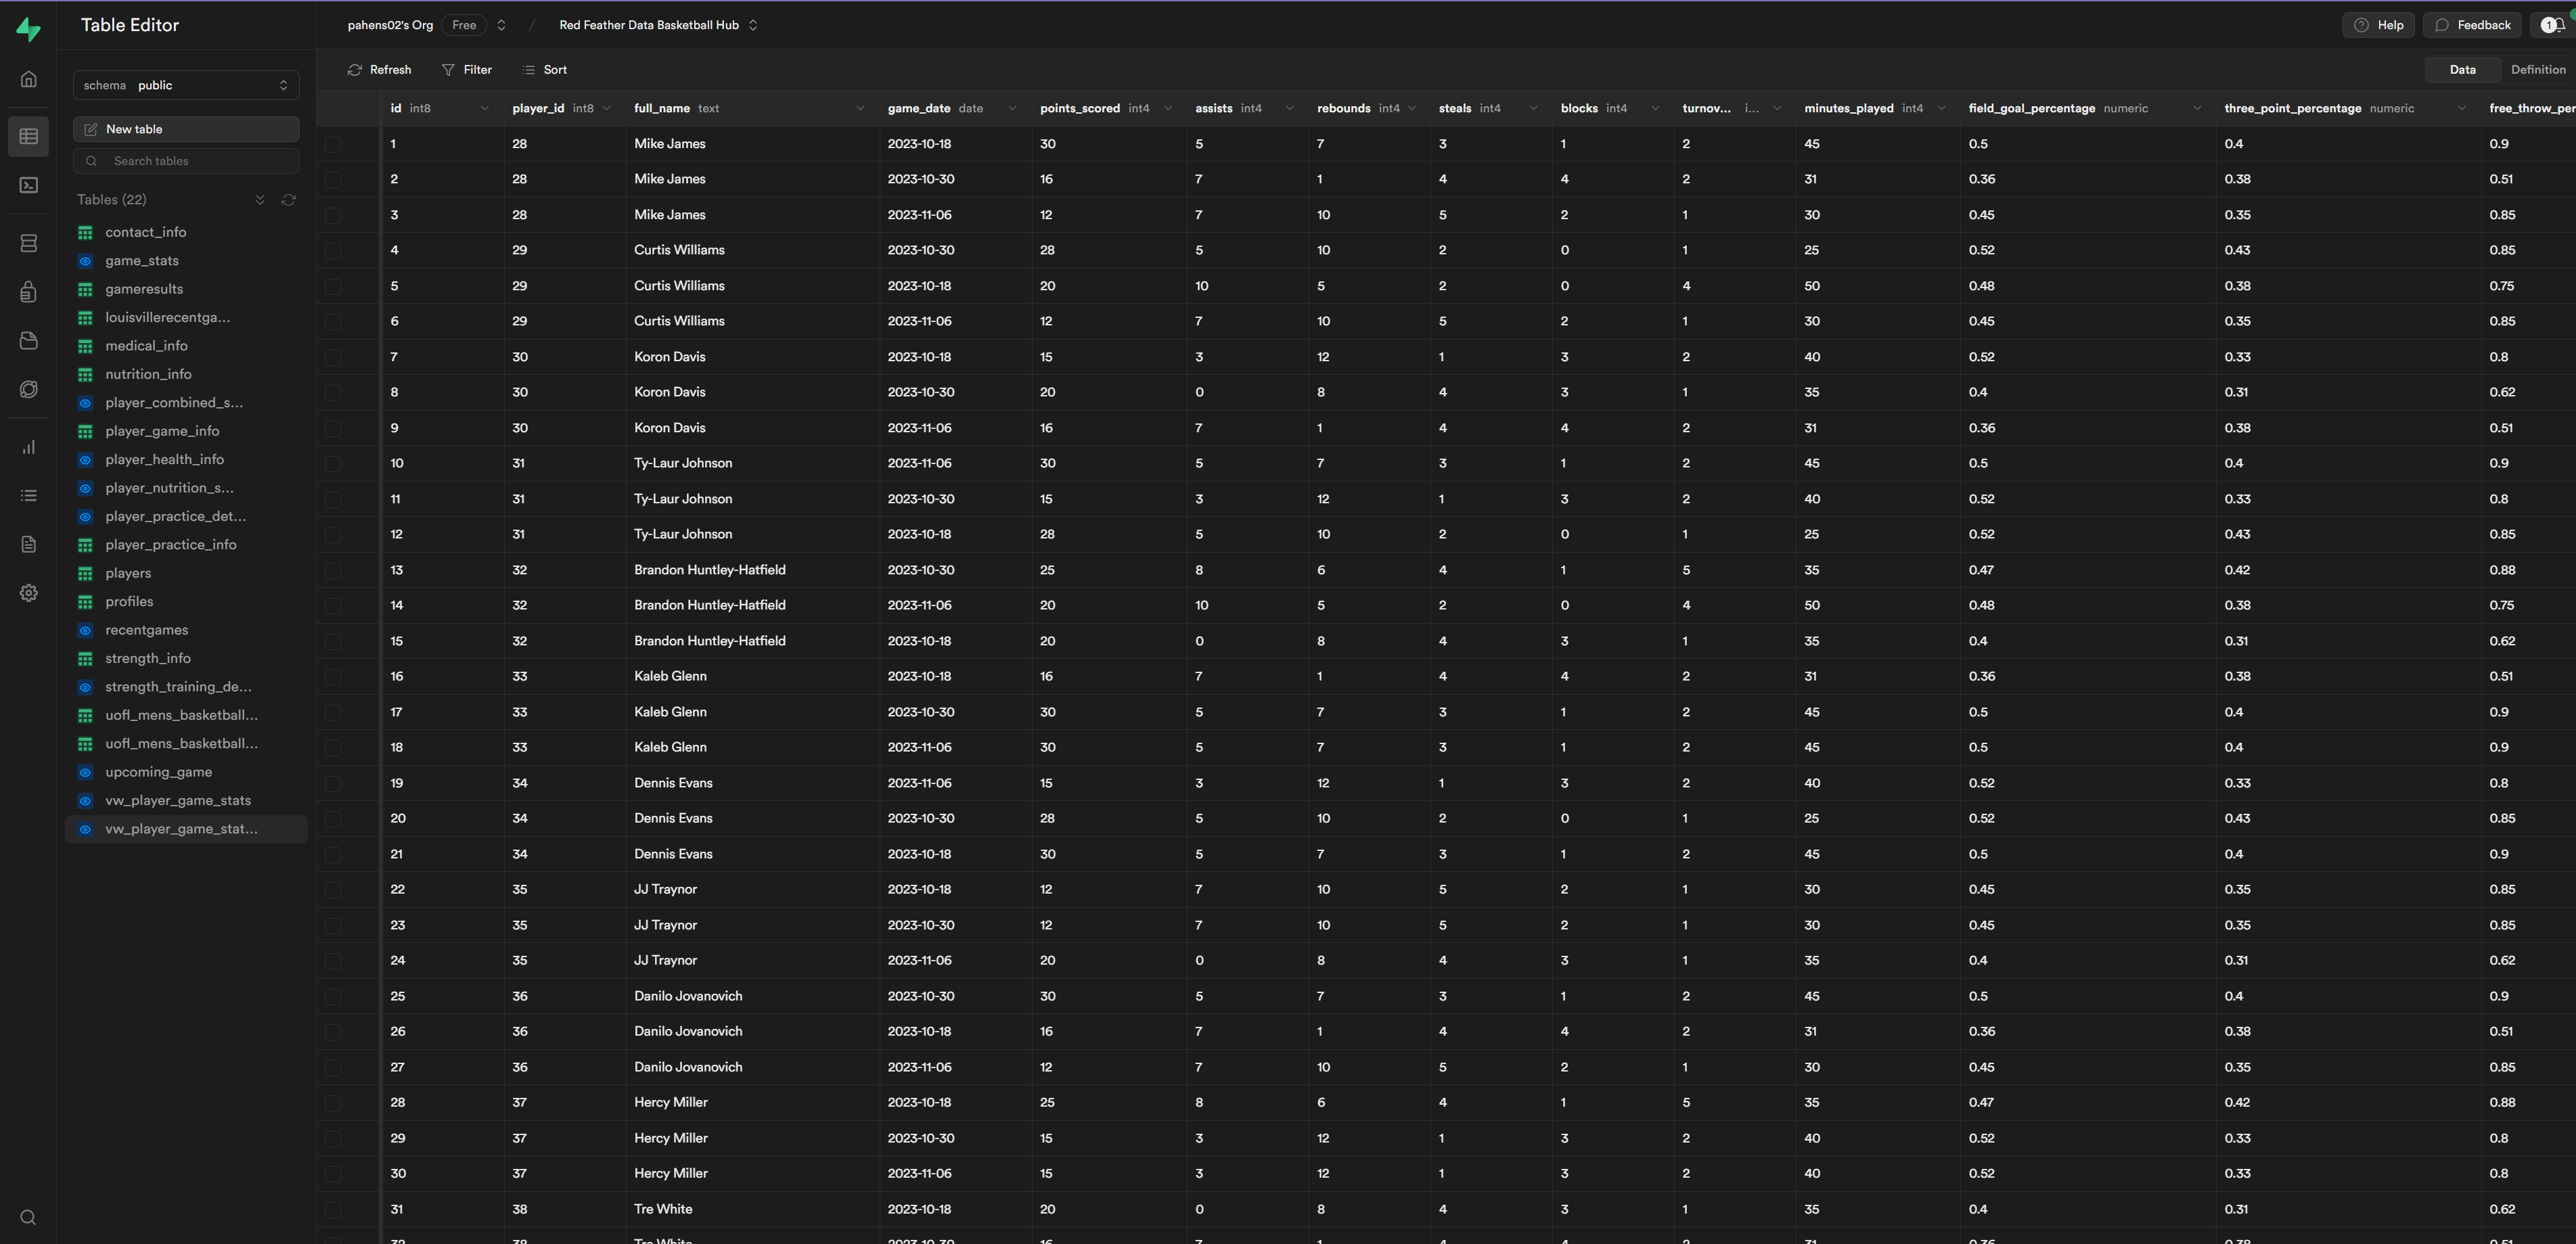 Table Editor
pahens02's Org Free / Red Feather Data Basketball Hub
Help Feedback 1
schema public
New table
Search tables
Tables (22)
contact_info
game_stats
gameresults
louisvillerecentga...
medical_info
nutrition_info
player_combined_s...
player_game_info
player_health_info
player_nutrition_s...
player_practice_det...
player_practice_info
players
profiles
recentgames
strength_info
strength_training_de...
uofl_mens_basketball...
uofl_mens_basketball...
upcoming_game
vw_player_game_stats
vw_player_game_stat...
Refresh Filter Sort Data Definition
id int8 player_id int8 full_name text game_date date points_scored int4 assists int4 rebounds int4 steals int4 blocks int4 turnov... i... minutes_played int4 field_goal_percentage numeric three_point_percentage numeric free_throw_per
1 28 Mike James 2023-10-18 30 5 7 3 1 2 45 0.5 0.4 0.9
2 28 Mike James 2023-10-30 16 7 1 4 4 2 31 0.36 0.38 0.51
3 28 Mike James 2023-11-06 12 7 10 5 2 1 30 0.45 0.35 0.85
4 29 Curtis Williams 2023-10-30 28 5 10 2 0 1 25 0.52 0.43 0.85
5 29 Curtis Williams 2023-10-18 20 10 5 2 0 4 50 0.48 0.38 0.75
6 29 Curtis Williams 2023-11-06 12 7 10 5 2 1 30 0.45 0.35 0.85
7 30 Koron Davis 2023-10-18 15 3 12 1 3 2 40 0.52 0.33 0.8
8 30 Koron Davis 2023-10-30 20 0 8 4 3 1 35 0.4 0.31 0.62
9 30 Koron Davis 2023-11-06 16 7 1 4 4 2 31 0.36 0.38 0.51
10 31 Ty-Laur Johnson 2023-11-06 30 5 7 3 1 2 45 0.5 0.4 0.9
11 31 Ty-Laur Johnson 2023-10-30 15 3 12 1 3 2 40 0.52 0.33 0.8
12 31 Ty-Laur Johnson 2023-10-18 28 5 10 2 0 1 25 0.52 0.43 0.85
13 32 Brandon Huntley-Hatfield 2023-10-30 25 8 6 4 1 5 35 0.47 0.42 0.88
14 32 Brandon Huntley-Hatfield 2023-11-06 20 10 5 2 0 4 50 0.48 0.38 0.75
15 32 Brandon Huntley-Hatfield 2023-10-18 20 0 8 4 3 1 35 0.4 0.31 0.62
16 33 Kaleb Glenn 2023-10-18 16 7 1 4 4 2 31 0.36 0.38 0.51
17 33 Kaleb Glenn 2023-10-30 30 5 7 3 1 2 45 0.5 0.4 0.9
18 33 Kaleb Glenn 2023-11-06 30 5 7 3 1 2 45 0.5 0.4 0.9
19 34 Dennis Evans 2023-11-06 15 3 12 1 3 2 40 0.52 0.33 0.8
20 34 Dennis Evans 2023-10-30 28 5 10 2 0 1 25 0.52 0.43 0.85
21 34 Dennis Evans 2023-10-18 30 5 7 3 1 2 45 0.5 0.4 0.9
22 35 JJ Traynor 2023-10-18 12 7 10 5 2 1 30 0.45 0.35 0.85
23 35 JJ Traynor 2023-10-30 12 7 10 5 2 1 30 0.45 0.35 0.85
24 35 JJ Traynor 2023-11-06 20 0 8 4 3 1 35 0.4 0.31 0.62
25 36 Danilo Jovanovich 2023-10-30 30 5 7 3 1 2 45 0.5 0.4 0.9
26 36 Danilo Jovanovich 2023-10-18 16 7 1 4 4 2 31 0.36 0.38 0.51
27 36 Danilo Jovanovich 2023-11-06 12 7 10 5 2 1 30 0.45 0.35 0.85
28 37 Hercy Miller 2023-10-18 25 8 6 4 1 5 35 0.47 0.42 0.88
29 37 Hercy Miller 2023-10-30 15 3 12 1 3 2 40 0.52 0.33 0.8
30 37 Hercy Miller 2023-11-06 15 3 12 1 3 2 40 0.52 0.33 0.8
31 38 Tre White 2023-10-18 20 0 8 4 3 1 35 0.4 0.31 0.62
32 38 Tre White 2023-10-30 16 7 1 4 4 2 31 0.36 0.38 0.51